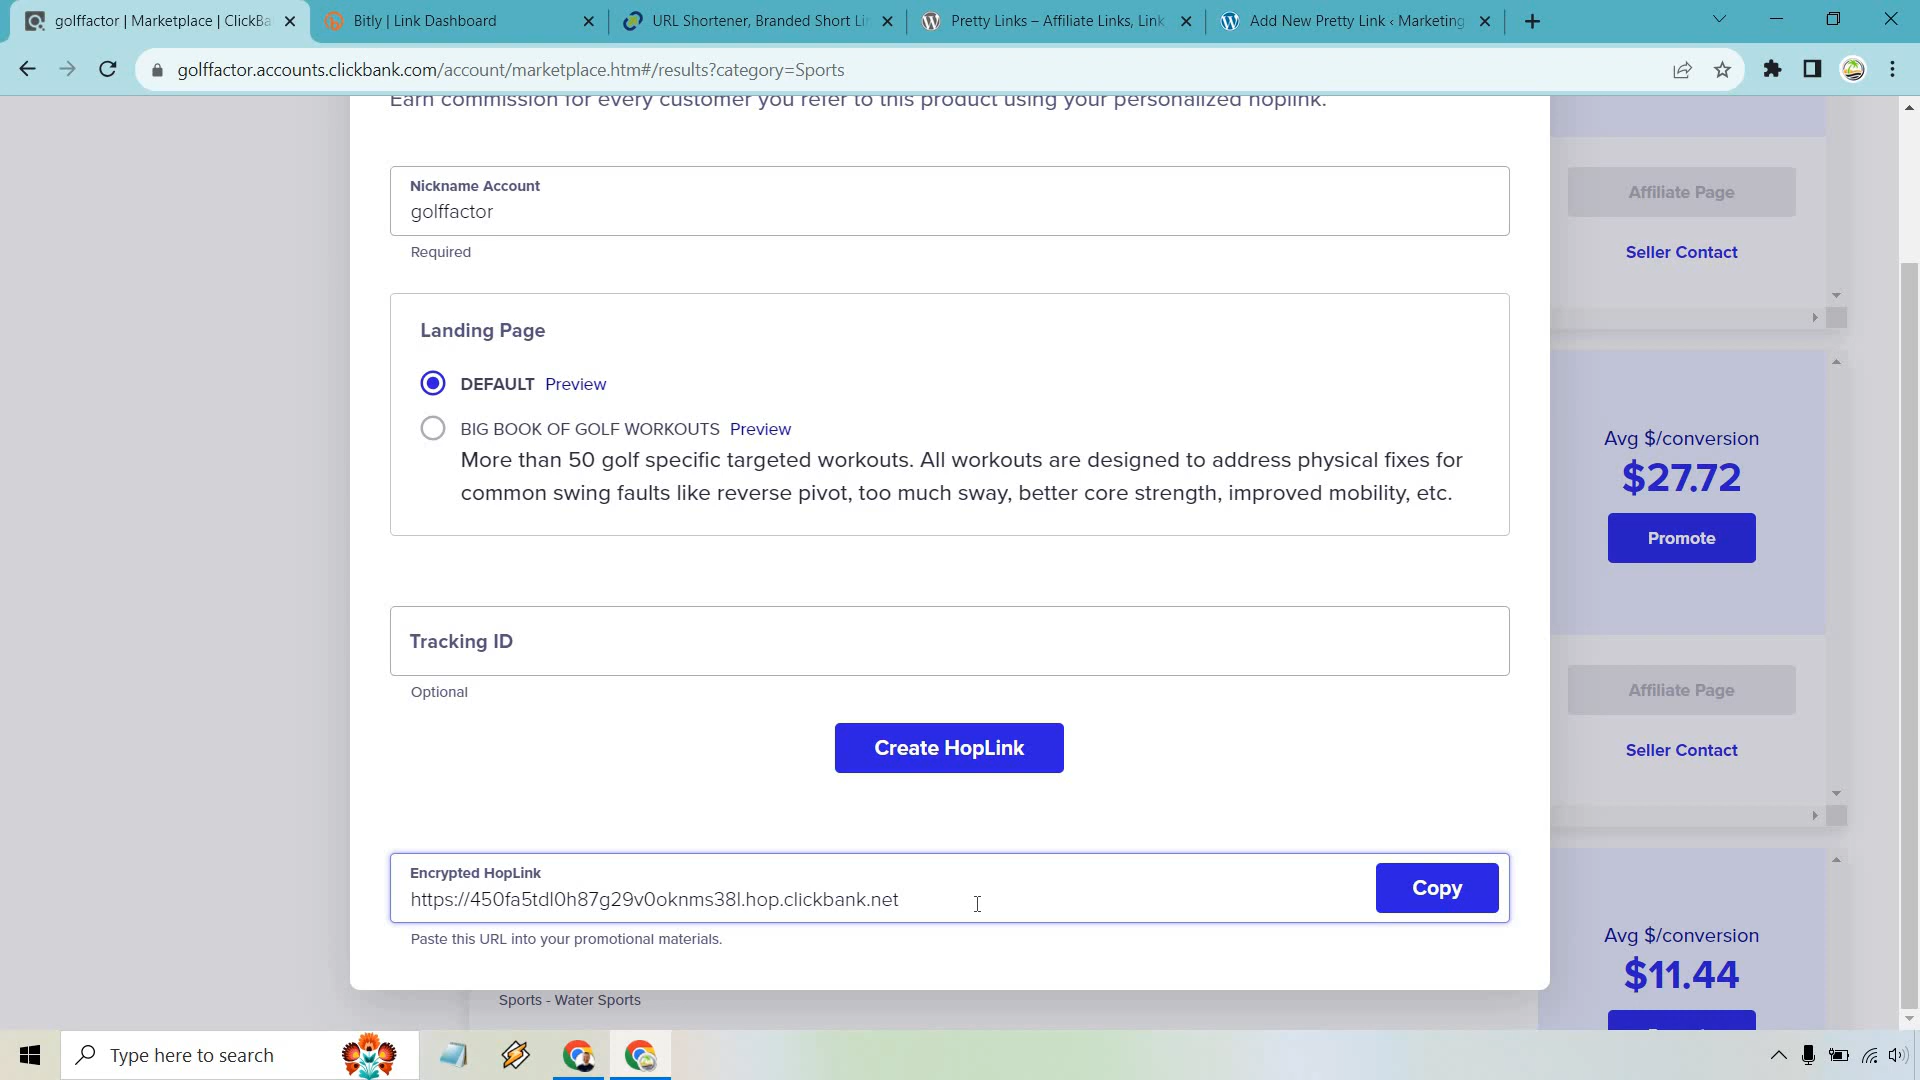 golffactor | Marketplace | ClickBa
Bitly | Link Dashboard
URL Shortener, Branded Short Li
Pretty Links – Affiliate Links, Link
Add New Pretty Link ‹ Marketing
golffactor.accounts.clickbank.com/account/marketplace.htm#/results?category=Sports
Earn commission for every customer you refer to this product using your personalized hoplink.
Nickname Account
golffactor
Required
Landing Page
DEFAULT Preview
BIG BOOK OF GOLF WORKOUTS Preview
More than 50 golf specific targeted workouts. All workouts are designed to address physical fixes for
common swing faults like reverse pivot, too much sway, better core strength, improved mobility, etc.
Tracking ID
Optional
Create HopLink
Encrypted HopLink
https://450fa5tdl0h87g29v0oknms38l.hop.clickbank.net
Copy
Paste this URL into your promotional materials.
Sports - Water Sports
Affiliate Page
Seller Contact
Avg $/conversion
$27.72
Promote
Affiliate Page
Seller Contact
Avg $/conversion
$11.44
Type here to search